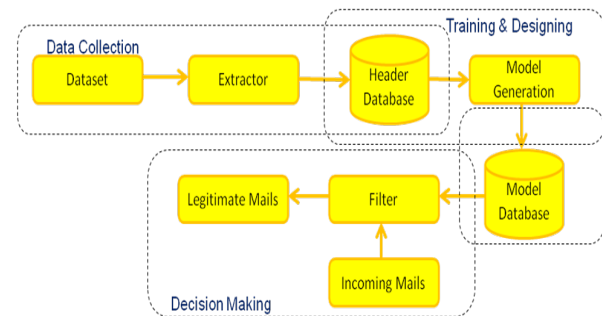 Training & Designing
Data Collection
Dataset
Extractor
Header
Database
Model
Generation
Legitimate Mails
Filter
Model
Database
Incoming Mails
Decision Making